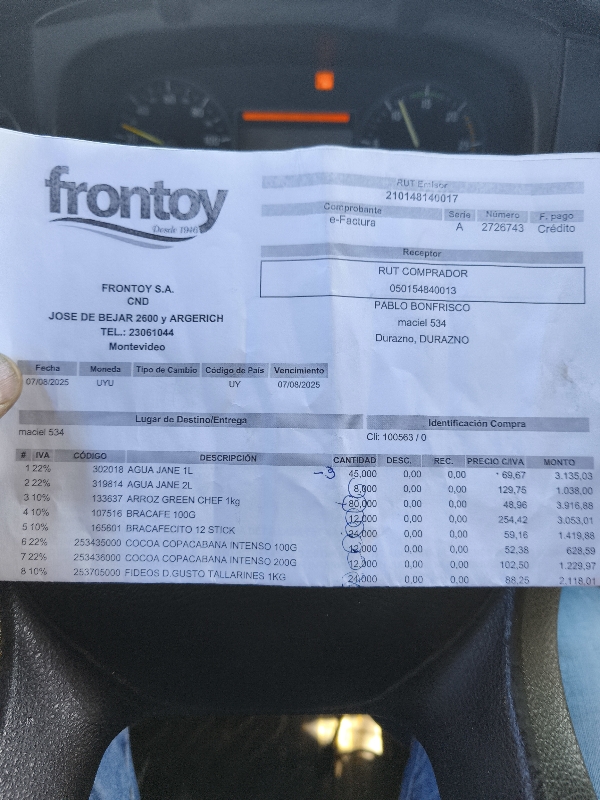 frontoy
Desde 1946
FRONTOY S.A.
CND
JOSE DE BEJAR 2600 y ARGERICH
TEL.: 23061044
Montevideo
RUT Emisor
210148140017
Comprobante Serie Número F. pago
e-Factura A 2726743 Crédito
Receptor
RUT COMPRADOR
050154840013
PABLO BONFRISCO
maciel 534
Durazno, DURAZNO
Fecha Moneda Tipo de Cambio Código de País Vencimiento
07/08/2025 UYU UY 07/08/2025
Lugar de Destino/Entrega
maciel 534
Identificación Compra
Cli: 100563 / 0
# IVA CÓDIGO DESCRIPCIÓN CANTIDAD DESC. REC. PRECIO C/IVA MONTO
1 22% 302018 AGUA JANE 1L -3 45,000 0,00 0,00 69,67 3.135,03
2 22% 319814 AGUA JANE 2L 8,000 0,00 0,00 129,75 1.038,00
3 10% 133637 ARROZ GREEN CHEF 1kg 80,000 0,00 0,00 48,96 3.916,88
4 10% 107516 BRACAFE 100G 12,000 0,00 0,00 254,42 3.053,01
5 10% 165601 BRACAFECITO 12 STICK 24,000 0,00 0,00 59,16 1.419,88
6 22% 253435000 COCOA COPACABANA INTENSO 100G 12,000 0,00 0,00 52,38 628,59
7 22% 253436000 COCOA COPACABANA INTENSO 200G 12,000 0,00 0,00 102,50 1.229,97
8 10% 253705000 FIDEOS D.GUSTO TALLARINES 1KG 24,000 0,00 0,00 88,25 2.118,01